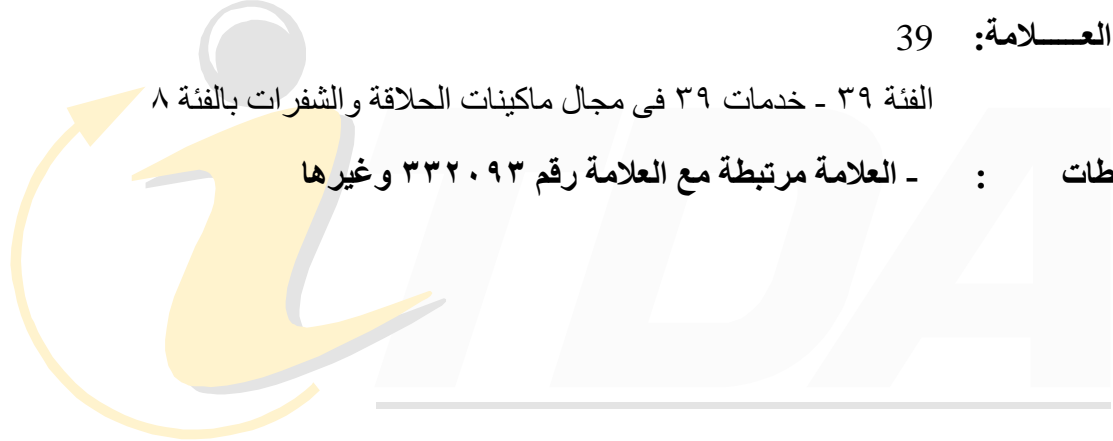 العـــــلامة: 39
الفئة ٣٩ - خدمات ٣٩ فى مجال ماكينات الحلاقة والشفرات بالفئة ٨
طات : - العلامة مرتبطة مع العلامة رقم ٣٣٢٠٩٣ وغيرها
IDA